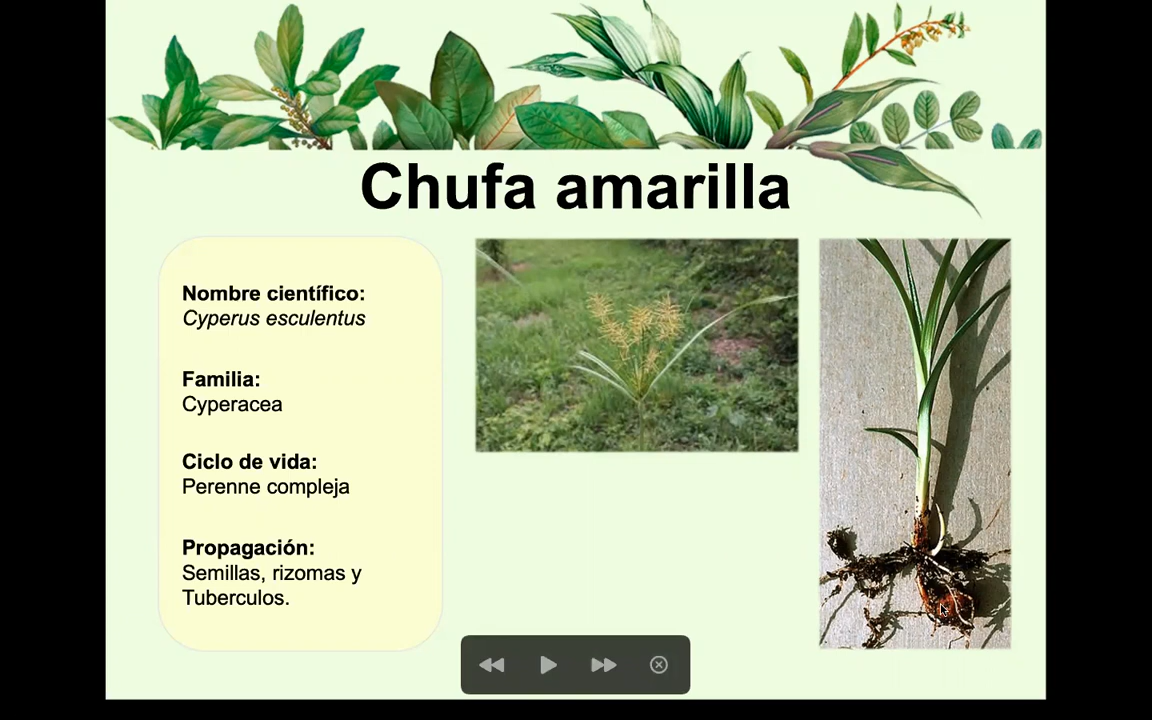 Chufa amarilla
Nombre científico:
Cyperus esculentus
Familia:
Cyperacea
Ciclo de vida:
Perenne compleja
Propagación:
Semillas, rizomas y
Tuberculos.